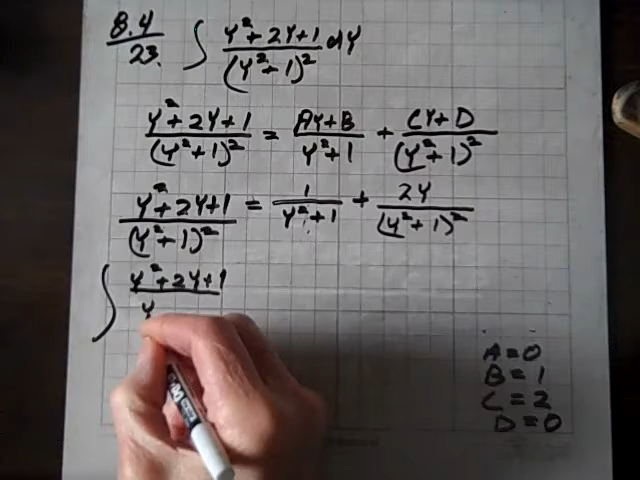 8.4
23.
∫ y²+2y+1/(y²+1)² dy
y²+2y+1/(y²+1)² = Ay+B/y²+1 + Cy+D/(y²+1)²
y²+2y+1/(y²+1)² = 1/y²+1 + 2y/(y²+1)²
∫ y²+2y+1/y
A=0
B=1
C=2
D=0